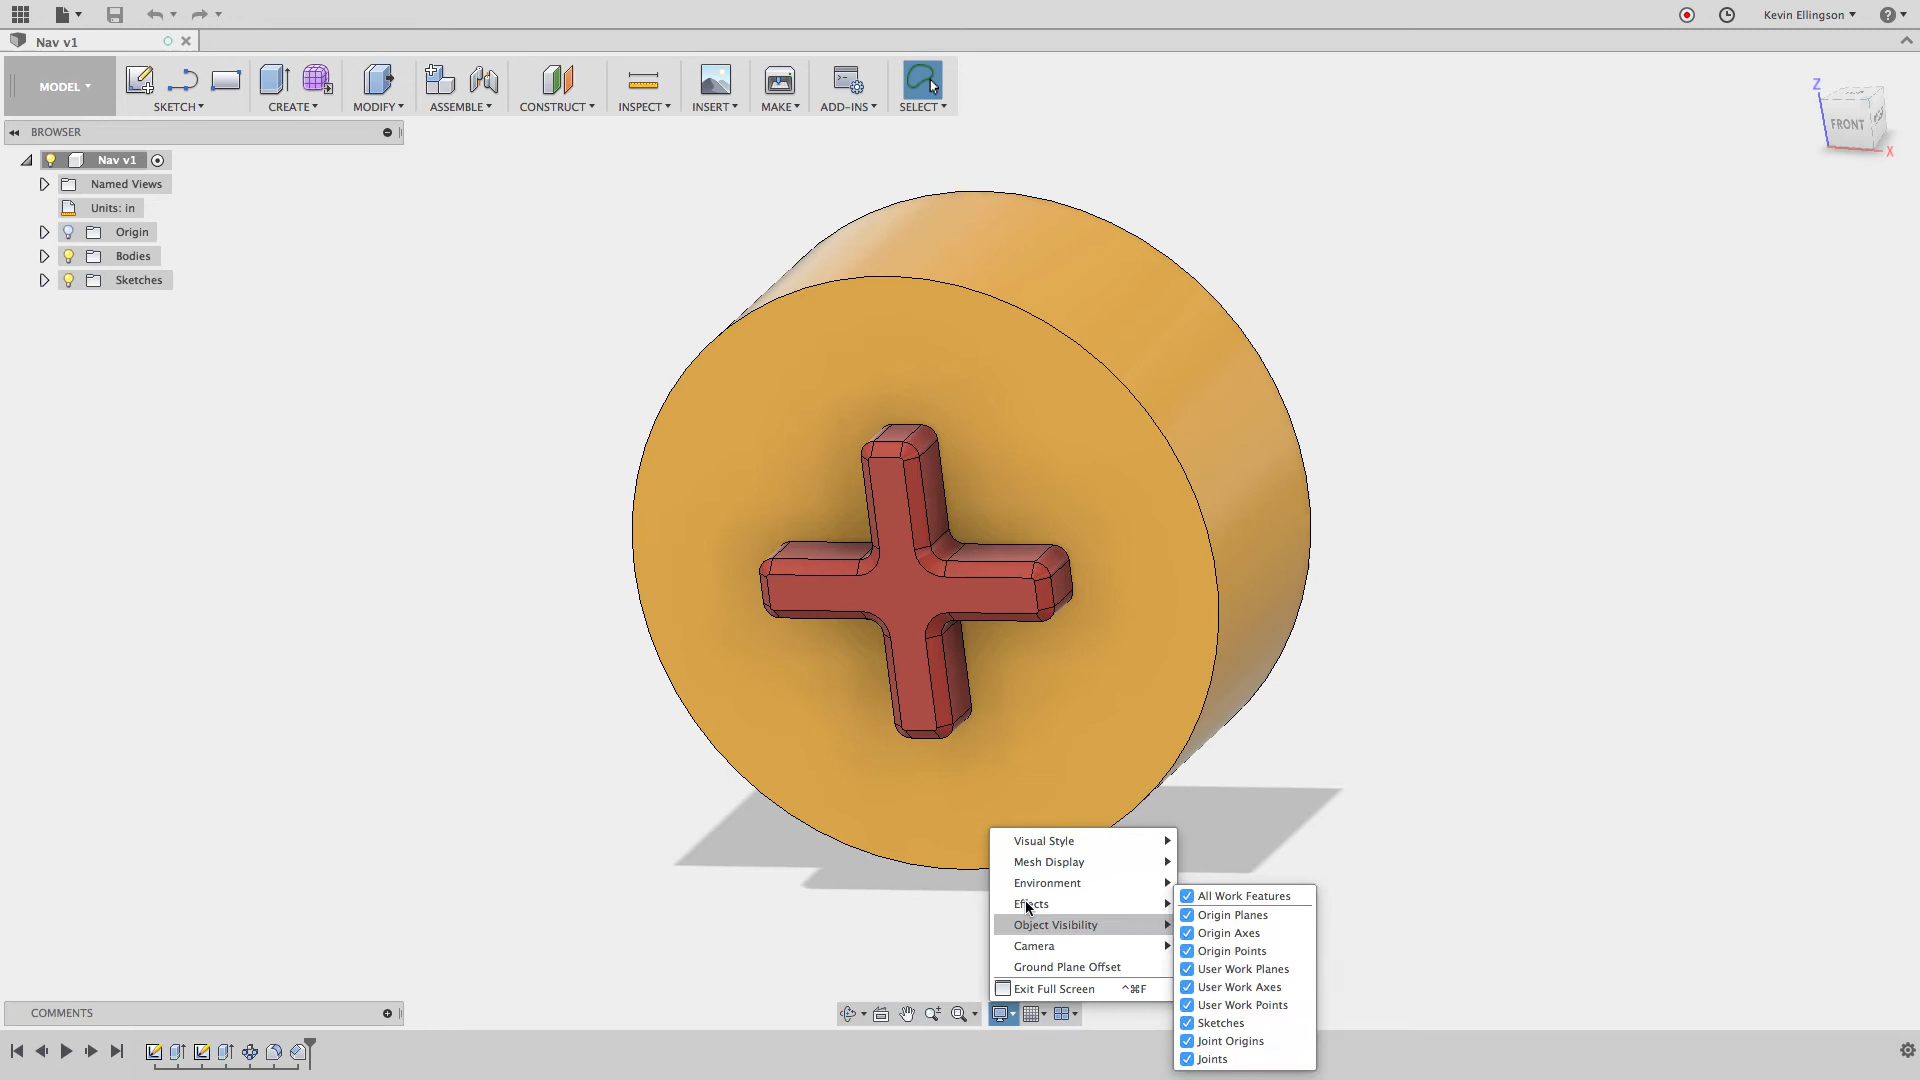 Kevin Ellingson
Nav v1
MODEL
SKETCH
CREATE
MODIFY
ASSEMBLE
CONSTRUCT
INSPECT
INSERT
MAKE
ADD-INS
SELECT
Z
FRONT
X
BROWSER
Nav v1
Named Views
Units: in
Origin
Bodies
Sketches
Visual Style
Mesh Display
Environment
Effects
Object Visibility
Camera
Ground Plane Offset
Exit Full Screen ^⌘F
All Work Features
Origin Planes
Origin Axes
Origin Points
User Work Planes
User Work Axes
User Work Points
Sketches
Joint Origins
Joints
COMMENTS